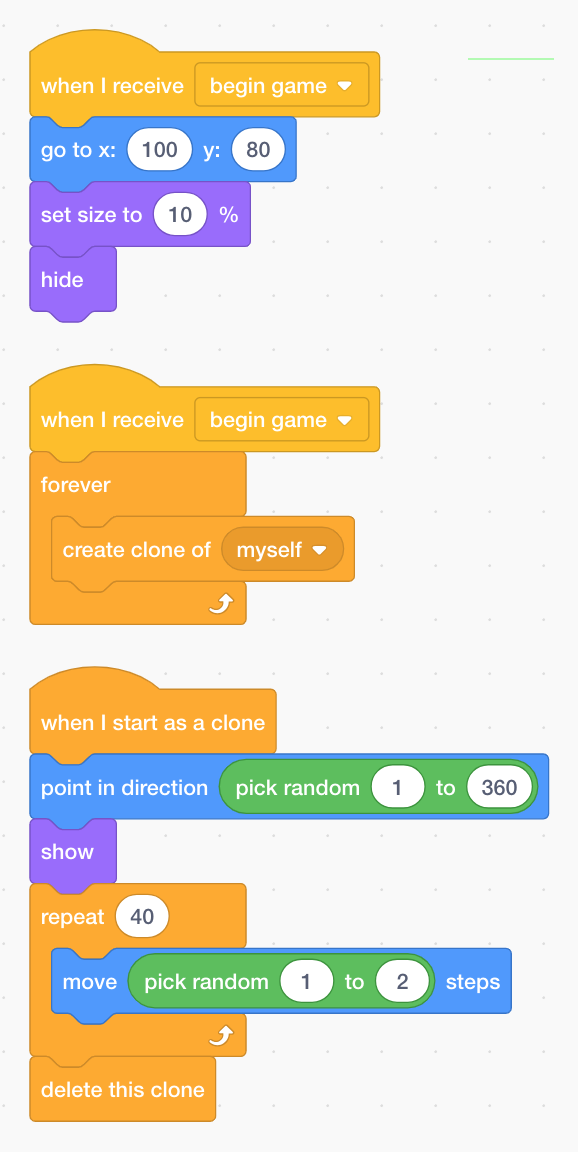 when I receive begin game
go to x: 100 y: 80
set size to 10 %
hide
when I receive begin game
forever
create clone of myself
when I start as a clone
point in direction pick random 1 to 360
show
repeat 40
move pick random 1 to 2 steps
delete this clone